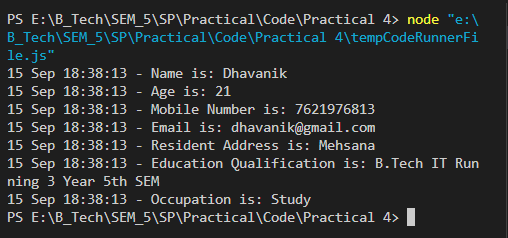 PS E:\B_Tech\SEM_5\SP\Practical\Code\Practical 4> node "e:\
B_Tech\SEM_5\SP\Practical\Code\Practical 4\tempCodeRunnerFi
le.js"
15 Sep 18:38:13 - Name is: Dhavanik
15 Sep 18:38:13 - Age is: 21
15 Sep 18:38:13 - Mobile Number is: 7621976813
15 Sep 18:38:13 - Email is: dhavanik@gmail.com
15 Sep 18:38:13 - Resident Address is: Mehsana
15 Sep 18:38:13 - Education Qualification is: B.Tech IT Run
ning 3 Year 5th SEM
15 Sep 18:38:13 - Occupation is: Study
PS E:\B_Tech\SEM_5\SP\Practical\Code\Practical 4>